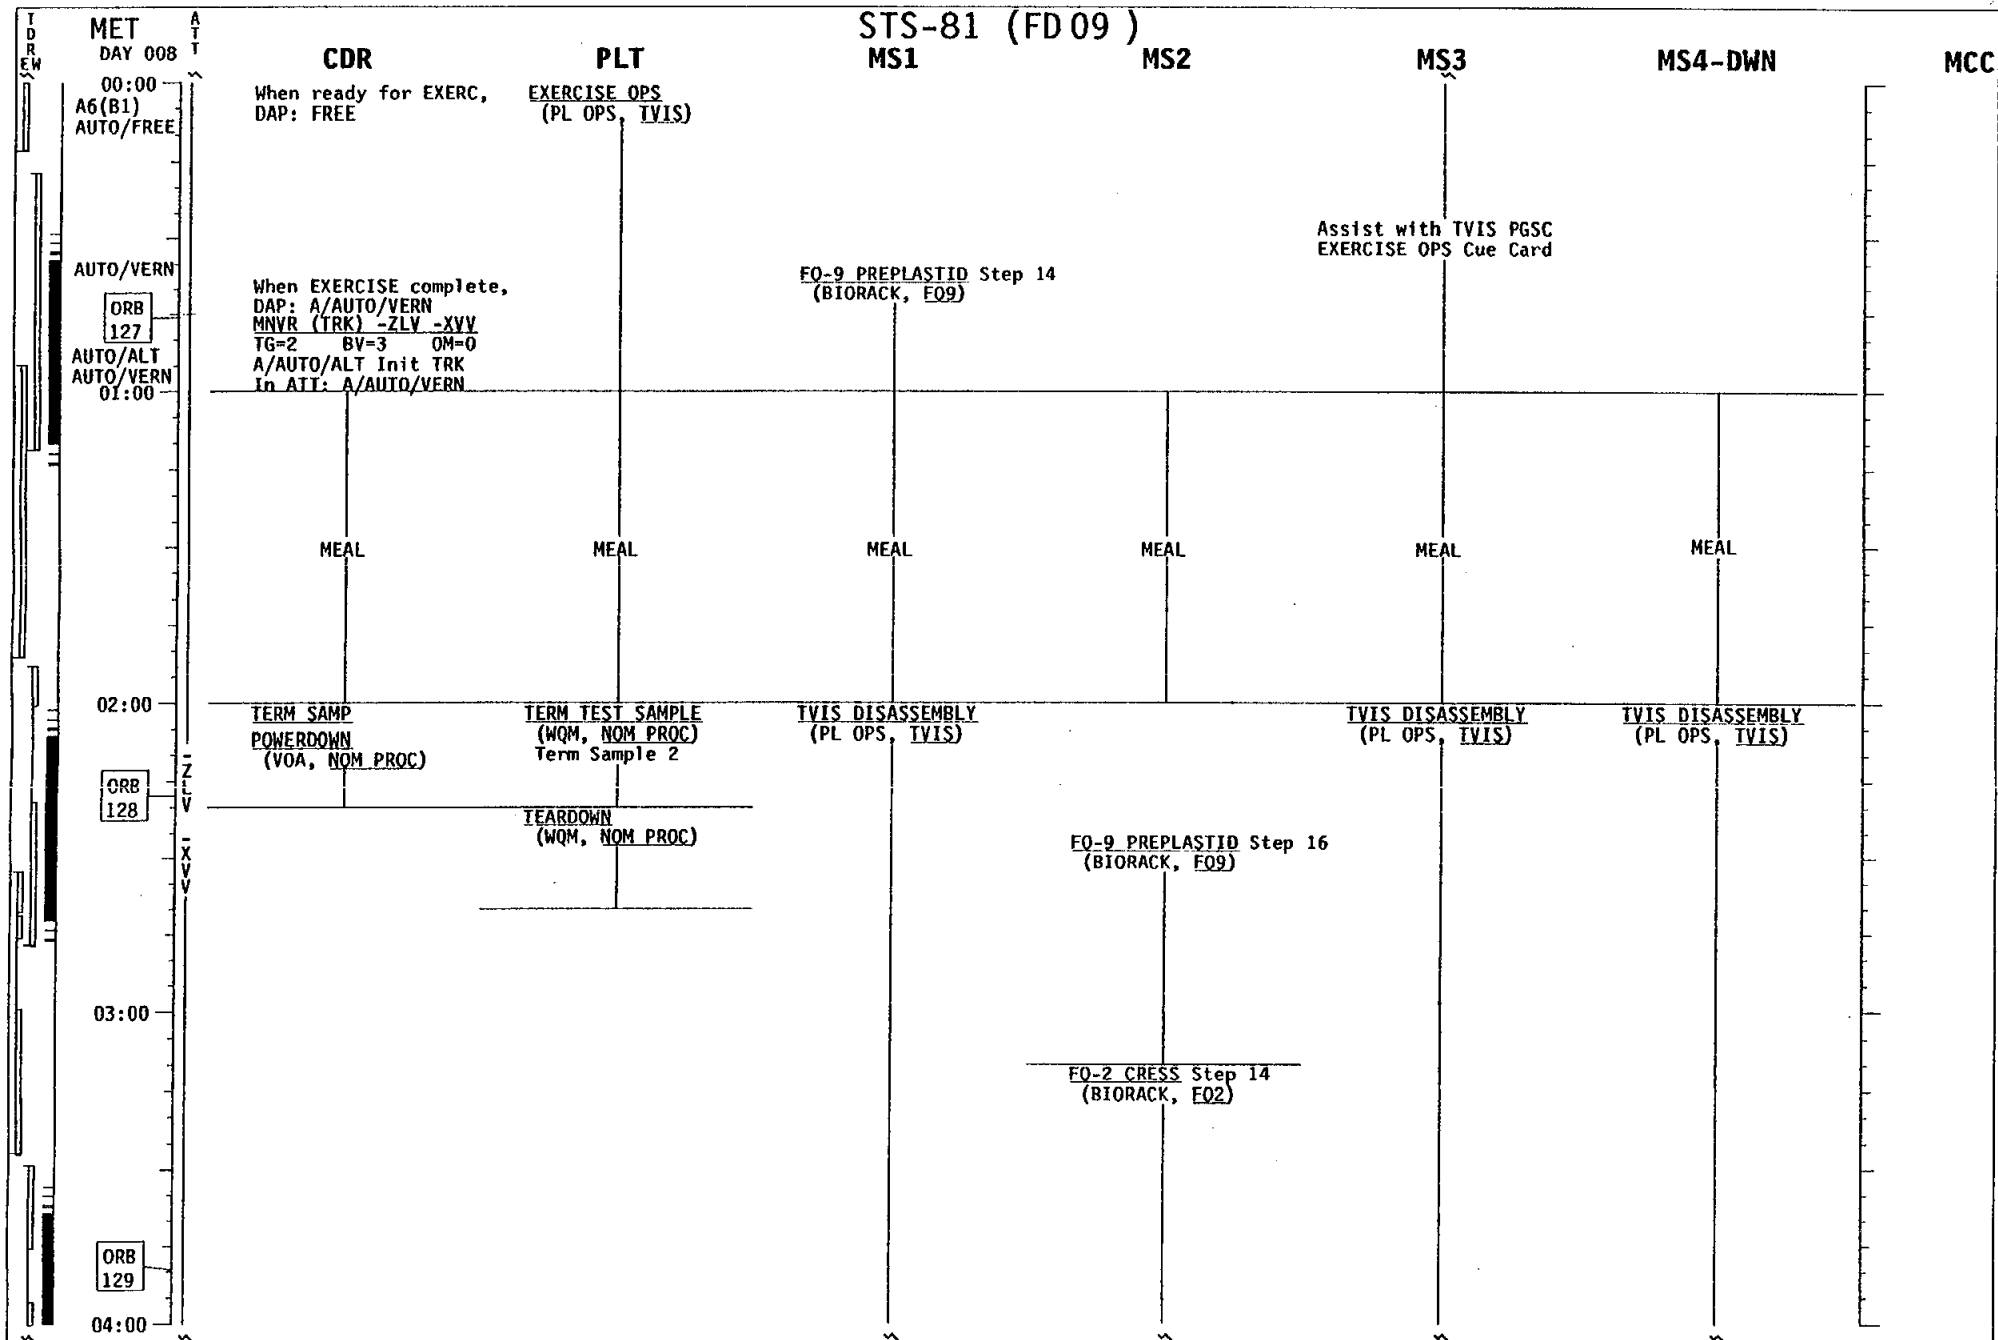 STS-81 (FD 09 )
TDRE W
MET
DAY 008
ATT
CDR
PLT
MS1
MS2
MS3
MS4-DWN
MCC
00:00
A6(B1)
AUTO/FREE
When ready for EXERC,
DAP: FREE
EXERCISE OPS
(PL OPS, TVIS)
Assist with TVIS PGSC
EXERCISE OPS Cue Card
AUTO/VERN
ORB
127
AUTO/ALT
AUTO/VERN
01:00
When EXERCISE complete,
DAP: A/AUTO/VERN
MNVR (TRK) -ZLV -XVV
TG=2 BV=3 OM=0
A/AUTO/ALT Init TRK
In ATT: A/AUTO/VERN
FO-9 PREPLASTID Step 14
(BIORACK, FO9)
MEAL
MEAL
MEAL
MEAL
MEAL
MEAL
02:00
TERM SAMP
POWERDOWN
(VOA, NOM PROC)
TERM TEST SAMPLE
(WQM, NOM PROC)
Term Sample 2
TVIS DISASSEMBLY
(PL OPS, TVIS)
TVIS DISASSEMBLY
(PL OPS, TVIS)
TVIS DISASSEMBLY
(PL OPS, TVIS)
ORB
128
-ZLV
-XVV
TEARDOWN
(WQM, NOM PROC)
FO-9 PREPLASTID Step 16
(BIORACK, FO9)
03:00
FO-2 CRESS Step 14
(BIORACK, FO2)
ORB
129
04:00